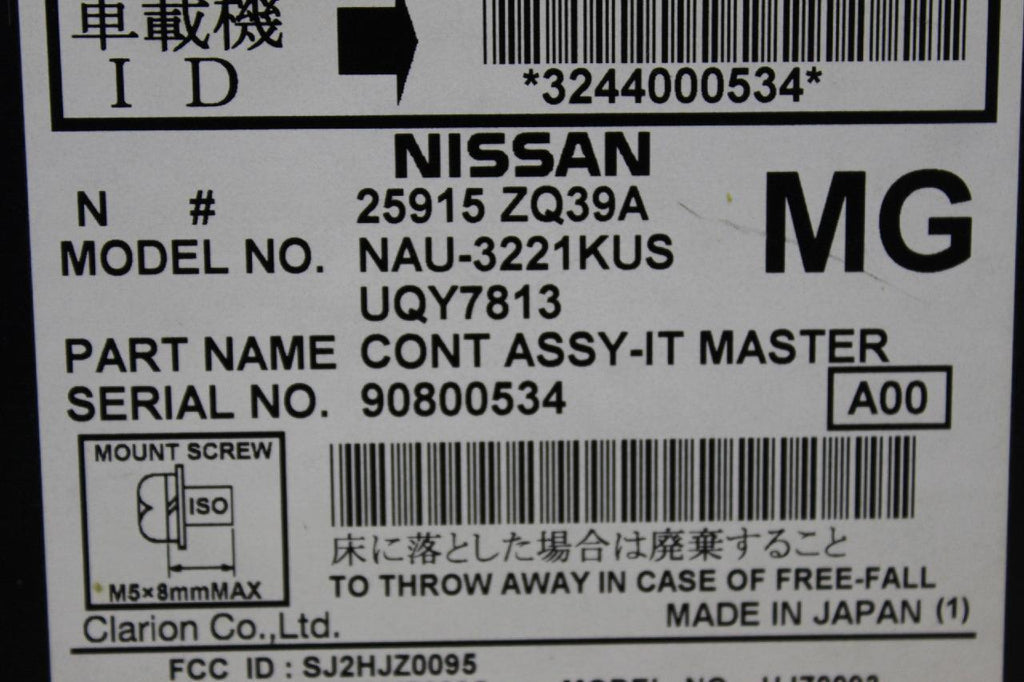 車載機
ID
*3244000534*
NISSAN
MG
N # 25915 ZQ39A
MODEL NO. NAU-3221KUS
UQY7813
PART NAME CONT ASSY-IT MASTER
SERIAL NO. 90800534
A00
MOUNT SCREW
ISO
M5×8mmMAX
床に落とした場合は廃棄すること
TO THROW AWAY IN CASE OF FREE-FALL
MADE IN JAPAN (1)
Clarion Co.,Ltd.
FCC ID : SJ2HJZ0095